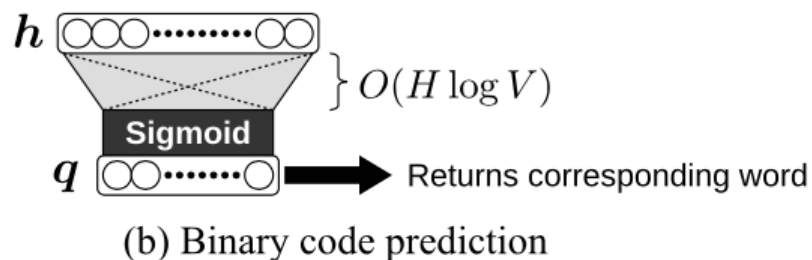 h
O(H log V)
Sigmoid
q
Returns corresponding word
(b) Binary code prediction